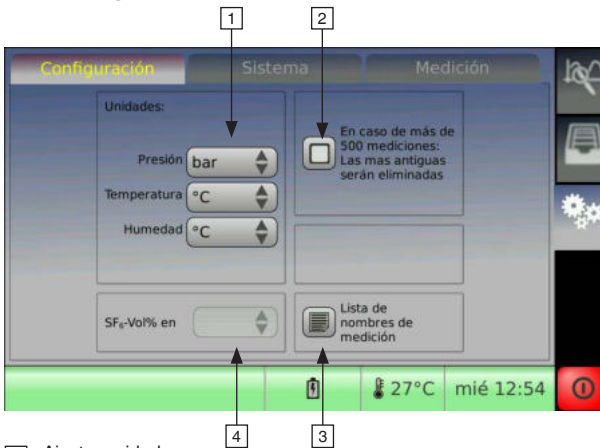 1 2
Configuración Sistema Medición
Unidades:
Presión bar
Temperatura °C
Humedad °C
En caso de más de
500 mediciones:
Las mas antiguas
serán eliminadas
SF₆-Vol% en
Lista de
nombres de
medición
27°C mié 12:54
4 3